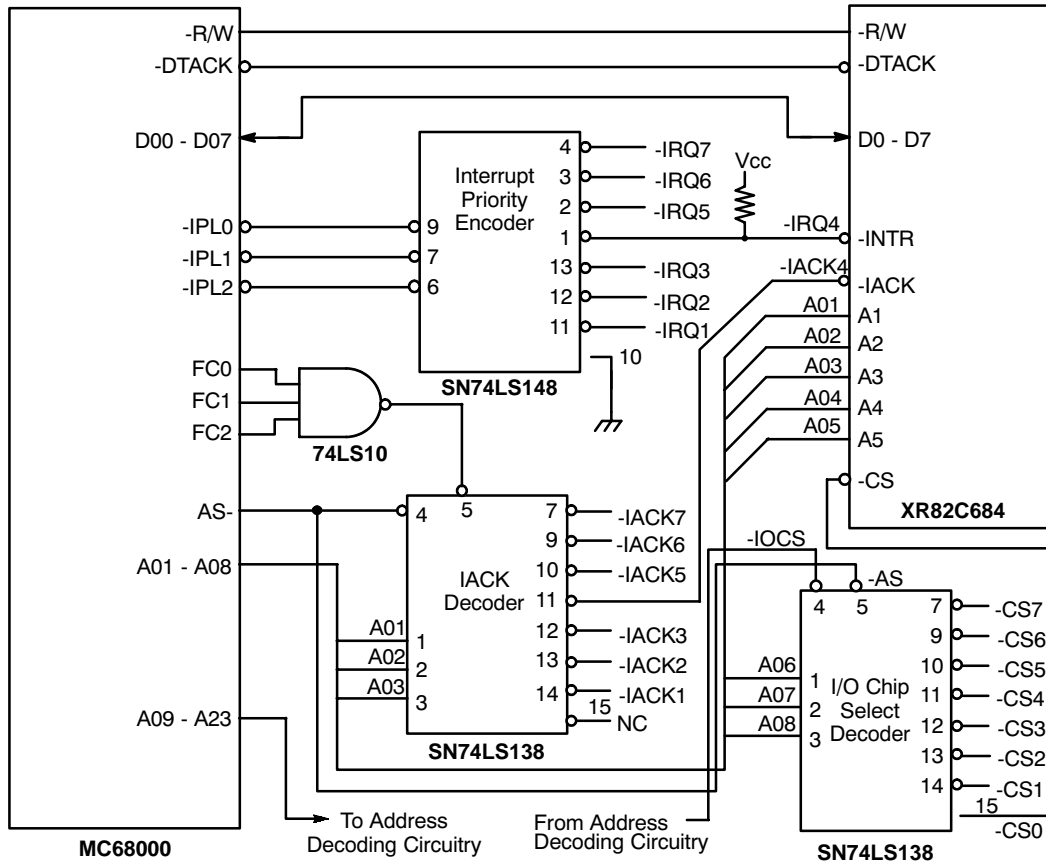 -R/W
-DTACK
D00 - D07
-IPL0
-IPL1
-IPL2
FC0
FC1
FC2
AS-
A01 - A08
A09 - A23
MC68000
Interrupt
Priority
Encoder
9
7
6
4
3
2
1
13
12
11
10
-IRQ7
-IRQ6
-IRQ5
-IRQ4
-IRQ3
-IRQ2
-IRQ1
SN74LS148
Vcc
74LS10
IACK
Decoder
4
5
A01
A02
A03
1
2
3
7
9
10
11
12
13
14
15
-IACK7
-IACK6
-IACK5
-IACK4
-IACK3
-IACK2
-IACK1
NC
SN74LS138
To Address
Decoding Circuitry
From Address
Decoding Circuitry
-R/W
-DTACK
D0 - D7
-INTR
-IACK
A01
A02
A03
A04
A05
A1
A2
A3
A4
A5
-CS
XR82C684
-IOCS
-AS
4
5
I/O Chip
Select
Decoder
A06
A07
A08
1
2
3
7
9
10
11
12
13
14
15
-CS7
-CS6
-CS5
-CS4
-CS3
-CS2
-CS1
-CS0
SN74LS138